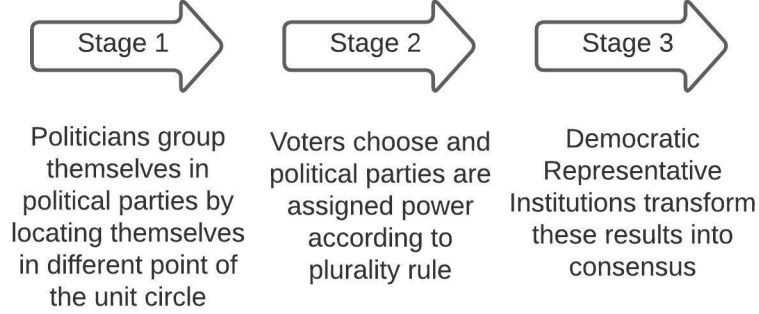 Stage 1
Politicians group
themselves in
political parties by
locating themselves
in different point of
the unit circle
Stage 2
Voters choose and
political parties are
assigned power
according to
plurality rule
Stage 3
Democratic
Representative
Institutions transform
these results into
consensus